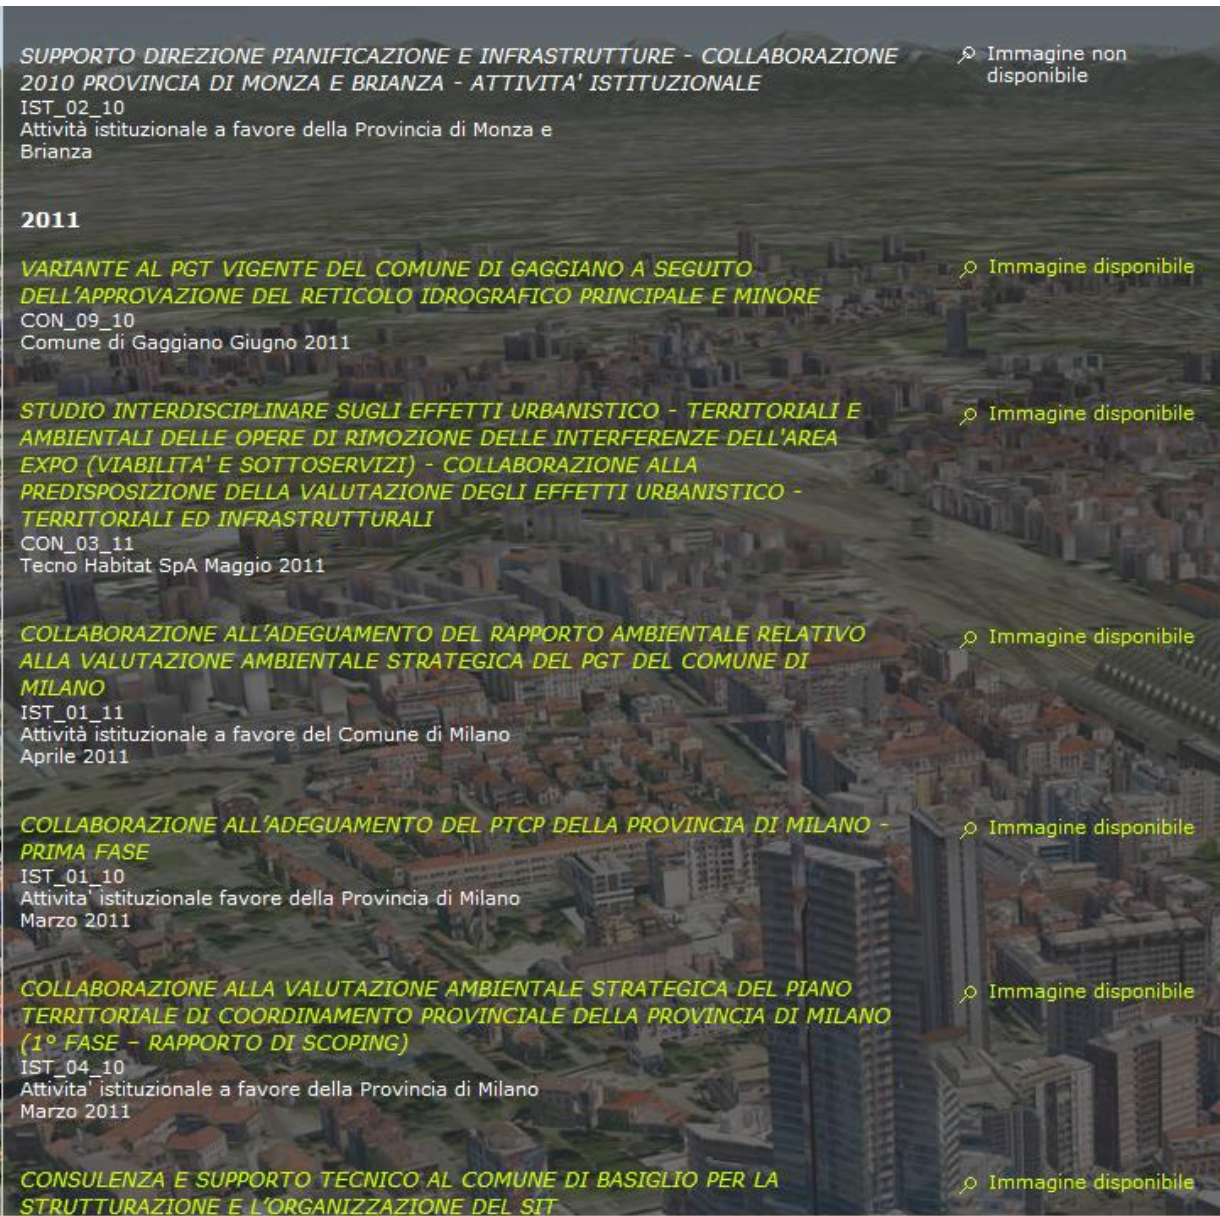 SUPPORTO DIREZIONE PIANIFICAZIONE E INFRASTRUTTURE - COLLABORAZIONE
2010 PROVINCIA DI MONZA E BRIANZA - ATTIVITA' ISTITUZIONALE
IST_02_10
Attività istituzionale a favore della Provincia di Monza e
Brianza
Immagine non
disponibile
2011
VARIANTE AL PGT VIGENTE DEL COMUNE DI GAGGIANO A SEGUITO
DELL’APPROVAZIONE DEL RETICOLO IDROGRAFICO PRINCIPALE E MINORE
CON_09_10
Comune di Gaggiano Giugno 2011
Immagine disponibile
STUDIO INTERDISCIPLINARE SUGLI EFFETTI URBANISTICO - TERRITORIALI E
AMBIENTALI DELLE OPERE DI RIMOZIONE DELLE INTERFERENZE DELL'AREA
EXPO (VIABILITA' E SOTTOSERVIZI) - COLLABORAZIONE ALLA
PREDISPOSIZIONE DELLA VALUTAZIONE DEGLI EFFETTI URBANISTICO -
TERRITORIALI ED INFRASTRUTTURALI
CON_03_11
Tecno Habitat SpA Maggio 2011
Immagine disponibile
COLLABORAZIONE ALL’ADEGUAMENTO DEL RAPPORTO AMBIENTALE RELATIVO
ALLA VALUTAZIONE AMBIENTALE STRATEGICA DEL PGT DEL COMUNE DI
MILANO
IST_01_11
Attività istituzionale a favore del Comune di Milano
Aprile 2011
Immagine disponibile
COLLABORAZIONE ALL’ADEGUAMENTO DEL PTCP DELLA PROVINCIA DI MILANO -
PRIMA FASE
IST_01_10
Attivita' istituzionale favore della Provincia di Milano
Marzo 2011
Immagine disponibile
COLLABORAZIONE ALLA VALUTAZIONE AMBIENTALE STRATEGICA DEL PIANO
TERRITORIALE DI COORDINAMENTO PROVINCIALE DELLA PROVINCIA DI MILANO
(1° FASE – RAPPORTO DI SCOPING)
IST_04_10
Attivita' istituzionale a favore della Provincia di Milano
Marzo 2011
Immagine disponibile
CONSULENZA E SUPPORTO TECNICO AL COMUNE DI BASIGLIO PER LA
STRUTTURAZIONE E L’ORGANIZZAZIONE DEL SIT
Immagine disponibile